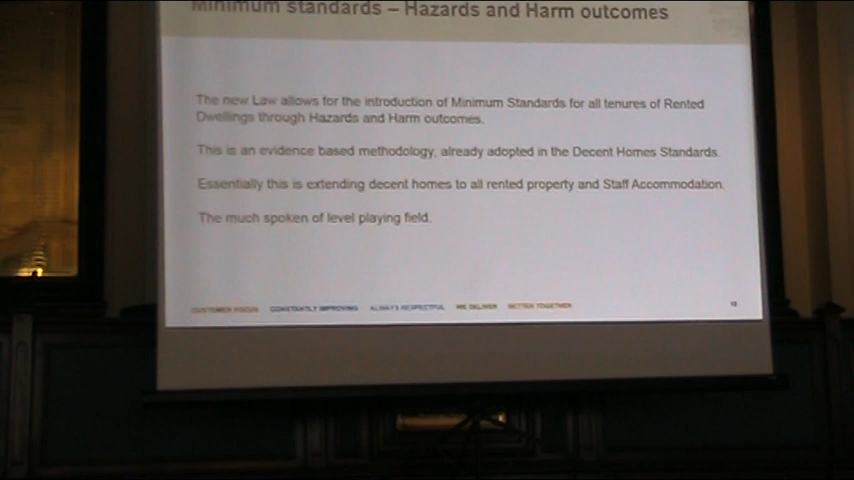 Minimum standards – Hazards and Harm outcomes
The new Law allows for the introduction of Minimum Standards for all tenures of Rented
Dwellings through Hazards and Harm outcomes.
This is an evidence based methodology, already adopted in the Decent Homes Standards.
Essentially this is extending decent homes to all rented property and Staff Accommodation.
The much spoken of level playing field.
CUSTOMER FOCUS CONSTANTLY IMPROVING ALWAYS RESPECTFUL WE DELIVER BETTER TOGETHER